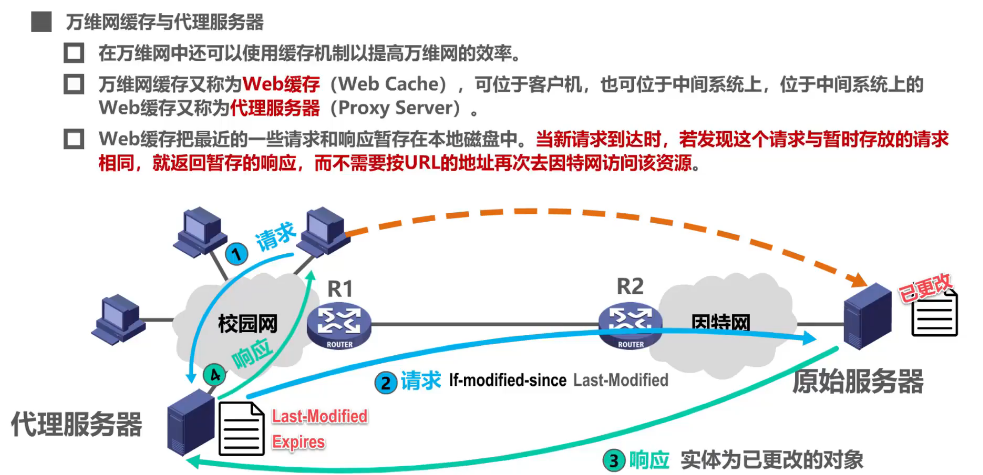 万维网缓存与代理服务器
在万维网中还可以使用缓存机制以提高万维网的效率。
万维网缓存又称为Web缓存（Web Cache），可位于客户机，也可位于中间系统上，位于中间系统上的
Web缓存又称为代理服务器（Proxy Server）。
Web缓存把最近的一些请求和响应暂存在本地磁盘中。当新请求到达时，若发现这个请求与暂时存放的请求
相同，就返回暂存的响应，而不需要按URL的地址再次去因特网访问该资源。
1 请求
已更改
R1
R2
校园网
因特网
ROUTER
ROUTER
4 响应
2 请求 If-modified-since Last-Modified
原始服务器
代理服务器
Last-Modified
Expires
3 响应 实体为已更改的对象